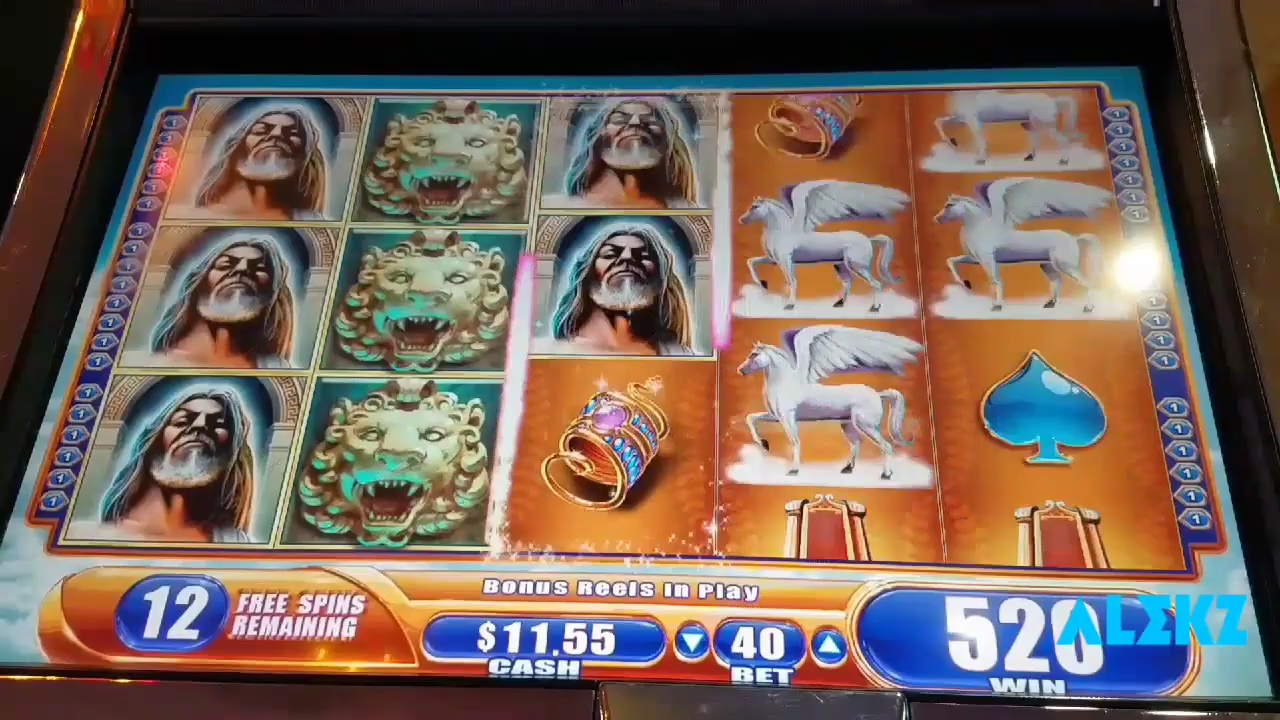 Bonus Reels In Play
12
FREE SPINS
REMAINING
$11.55
CASH
40
BET
520
WIN
ALEKZ